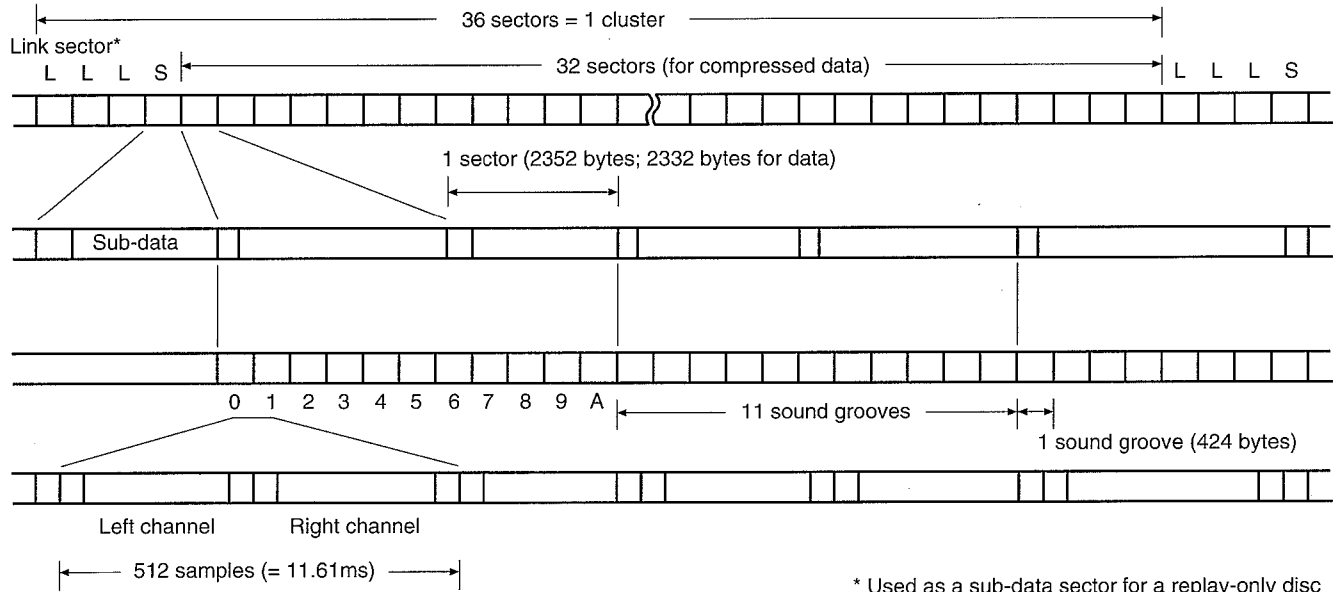 36 sectors = 1 cluster
Link sector*
L L L S
32 sectors (for compressed data)
L L L S
1 sector (2352 bytes; 2332 bytes for data)
Sub-data
0 1 2 3 4 5 6 7 8 9 A
11 sound grooves
1 sound groove (424 bytes)
Left channel
Right channel
512 samples (= 11.61ms)
* Used as a sub-data sector for a replay-only disc